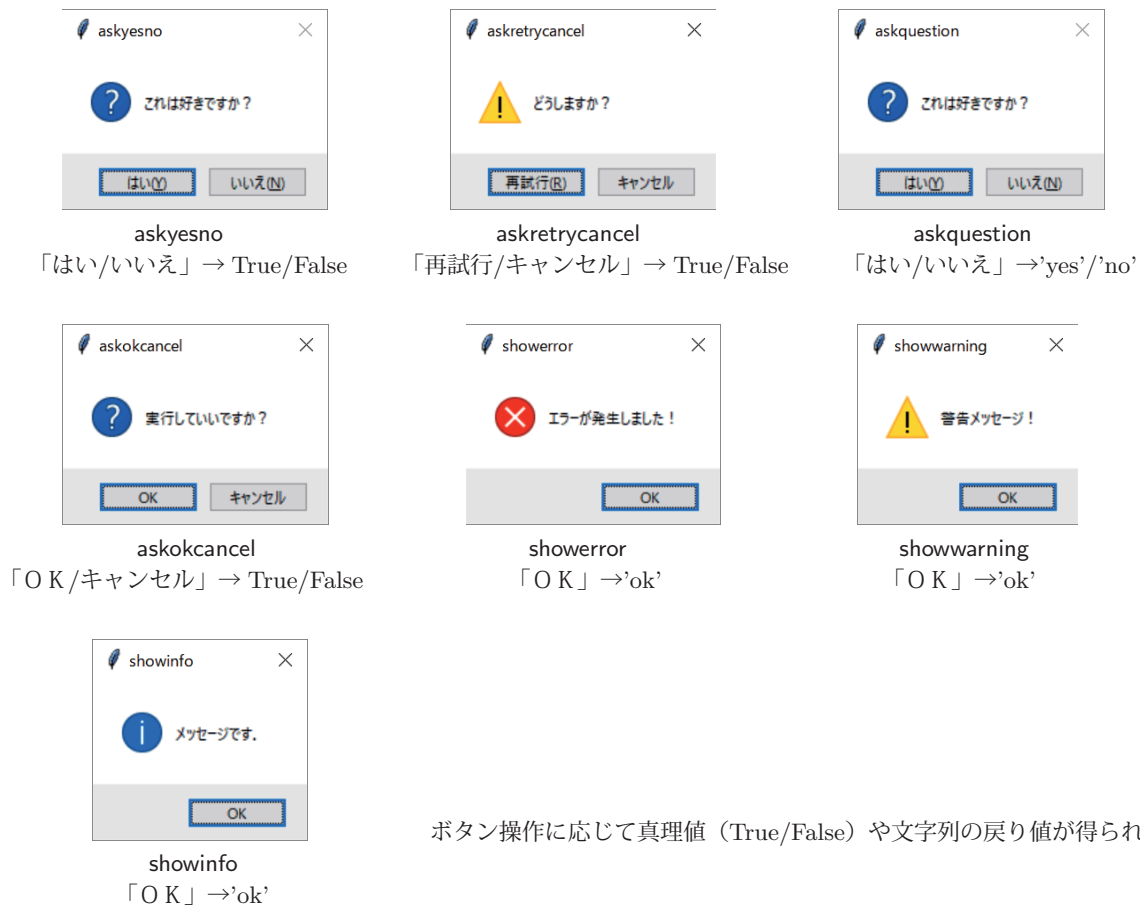 askyesno
これは好きですか？
はい(Y) いいえ(N)
askyesno
「はい/いいえ」→ True/False
askretrycancel
どうしますか？
再試行(R) キャンセル
askretrycancel
「再試行/キャンセル」→ True/False
askquestion
これは好きですか？
はい(Y) いいえ(N)
askquestion
「はい/いいえ」→’yes’/’no’
askokcancel
実行していいですか？
OK キャンセル
askokcancel
「ＯＫ/キャンセル」→ True/False
showerror
エラーが発生しました！
OK
showerror
「ＯＫ」→’ok’
showwarning
警告メッセージ！
OK
showwarning
「ＯＫ」→’ok’
showinfo
メッセージです．
OK
showinfo
「ＯＫ」→’ok’
ボタン操作に応じて真理値（True/False）や文字列の戻り値が得られ